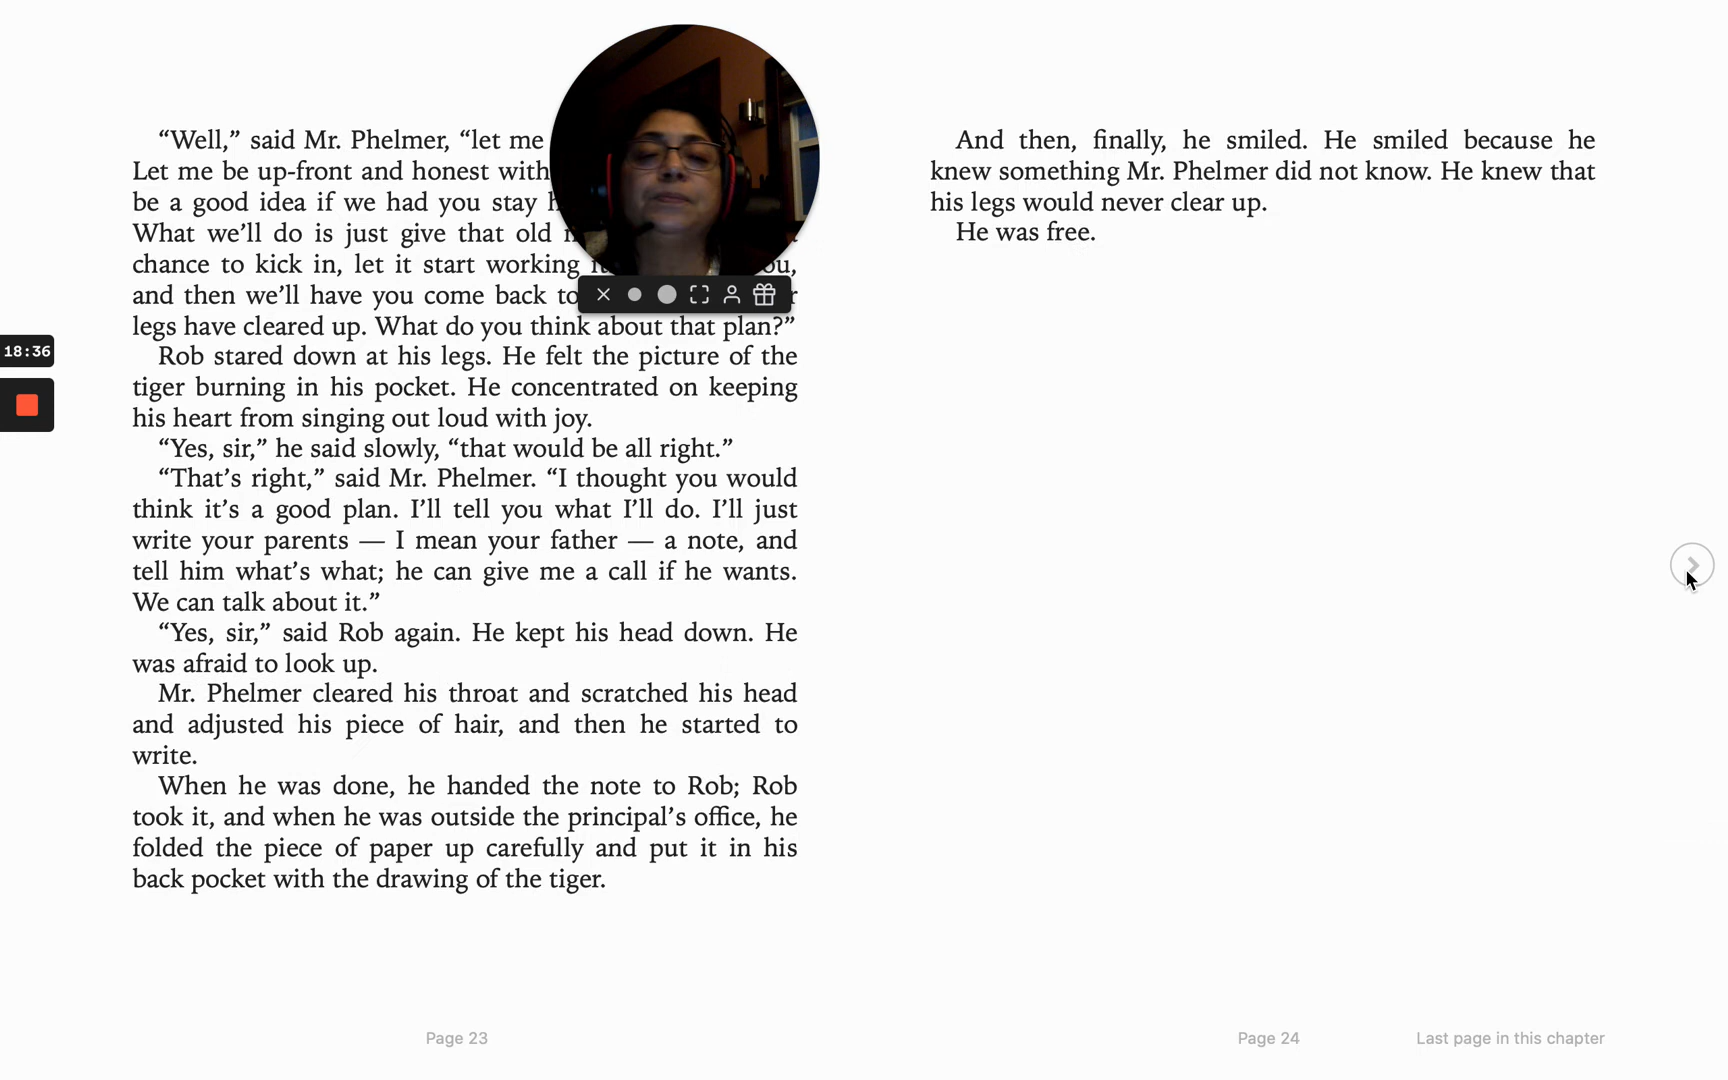 “Well,” said Mr. Phelmer, “let me
Let me be up-front and honest with
be a good idea if we had you stay
What we’ll do is just give that old
chance to kick in, let it start working
and then we’ll have you come back to
legs have cleared up. What do you think about that plan?”
Rob stared down at his legs. He felt the picture of the
tiger burning in his pocket. He concentrated on keeping
his heart from singing out loud with joy.
“Yes, sir,” he said slowly, “that would be all right.”
“That’s right,” said Mr. Phelmer. “I thought you would
think it’s a good plan. I’ll tell you what I’ll do. I’ll just
write your parents — I mean your father — a note, and
tell him what’s what; he can give me a call if he wants.
We can talk about it.”
“Yes, sir,” said Rob again. He kept his head down. He
was afraid to look up.
Mr. Phelmer cleared his throat and scratched his head
and adjusted his piece of hair, and then he started to
write.
When he was done, he handed the note to Rob; Rob
took it, and when he was outside the principal’s office, he
folded the piece of paper up carefully and put it in his
back pocket with the drawing of the tiger.
Page 23
And then, finally, he smiled. He smiled because he
knew something Mr. Phelmer did not know. He knew that
his legs would never clear up.
He was free.
Page 24
Last page in this chapter
18:36